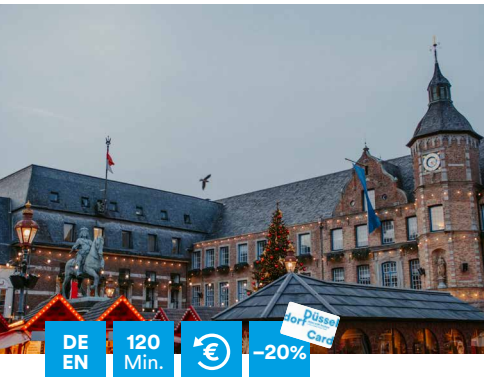 DE
EN
120
Min.
€
-20%
Düssel
dorf
Card